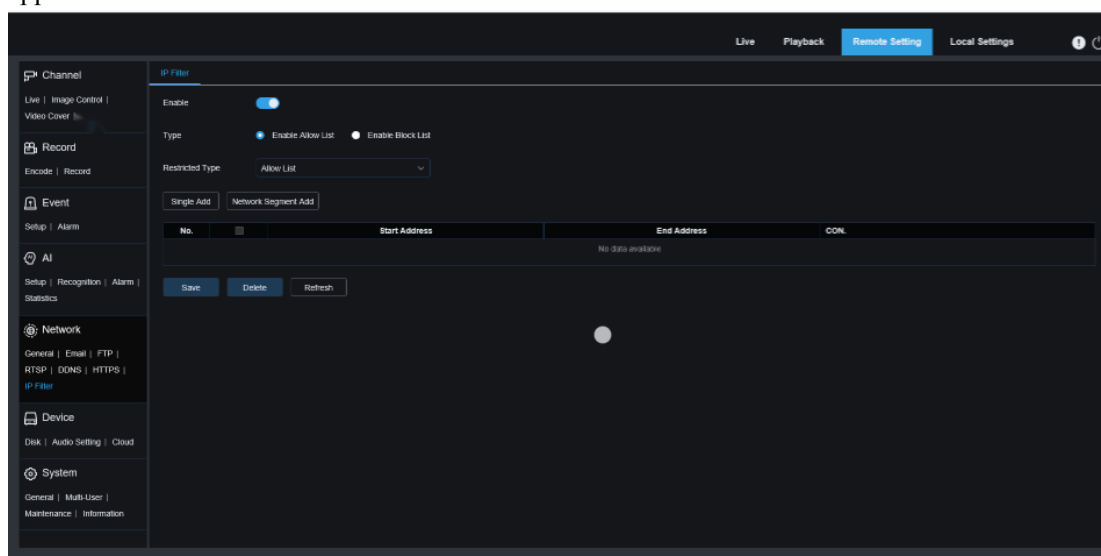 Live Playback Remote Setting Local Settings
Channel
Live | Image Control |
Video Cover
Record
Encode | Record
Event
Setup | Alarm
AI
Setup | Recognition | Alarm |
Statistics
Network
General | Email | FTP |
RTSP | DDNS | HTTPS |
IP Filter
Device
Disk | Audio Setting | Cloud
System
General | Multi-User |
Maintenance | Information
IP Filter
Enable
Type Enable Allow List Enable Block List
Restricted Type Allow List
Single Add Network Segment Add
No. Start Address End Address CON.
No data available
Save Delete Refresh